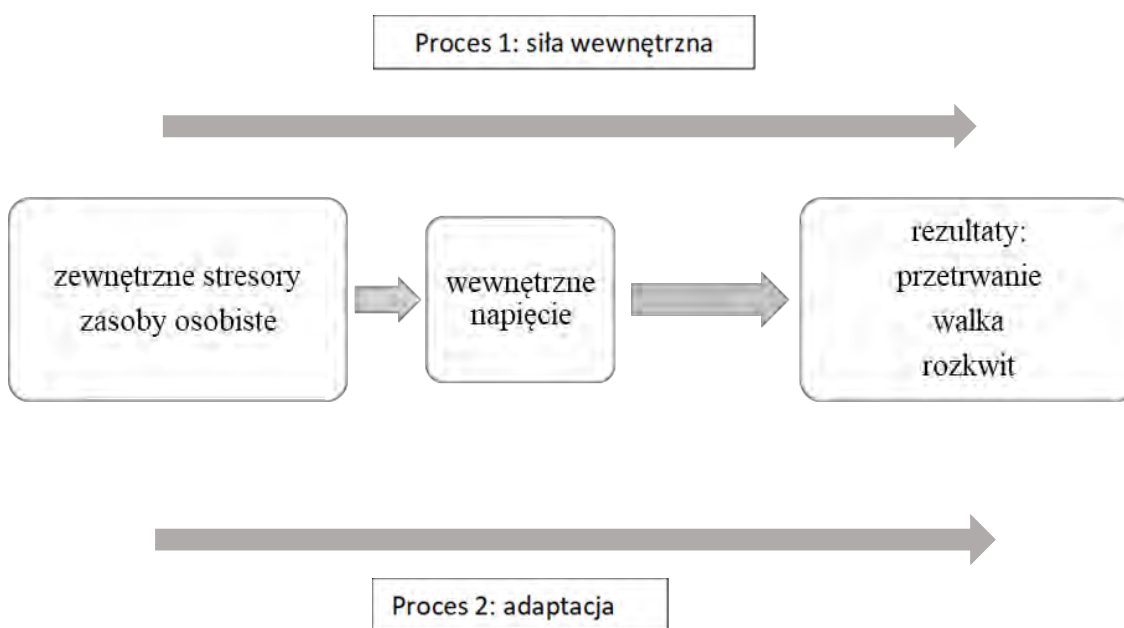 Proces 1: siła wewnętrzna
zewnętrzne stresory
zasoby osobiste
wewnętrzne
napięcie
rezultaty:
przetrwanie
walka
rozkwit
Proces 2: adaptacja